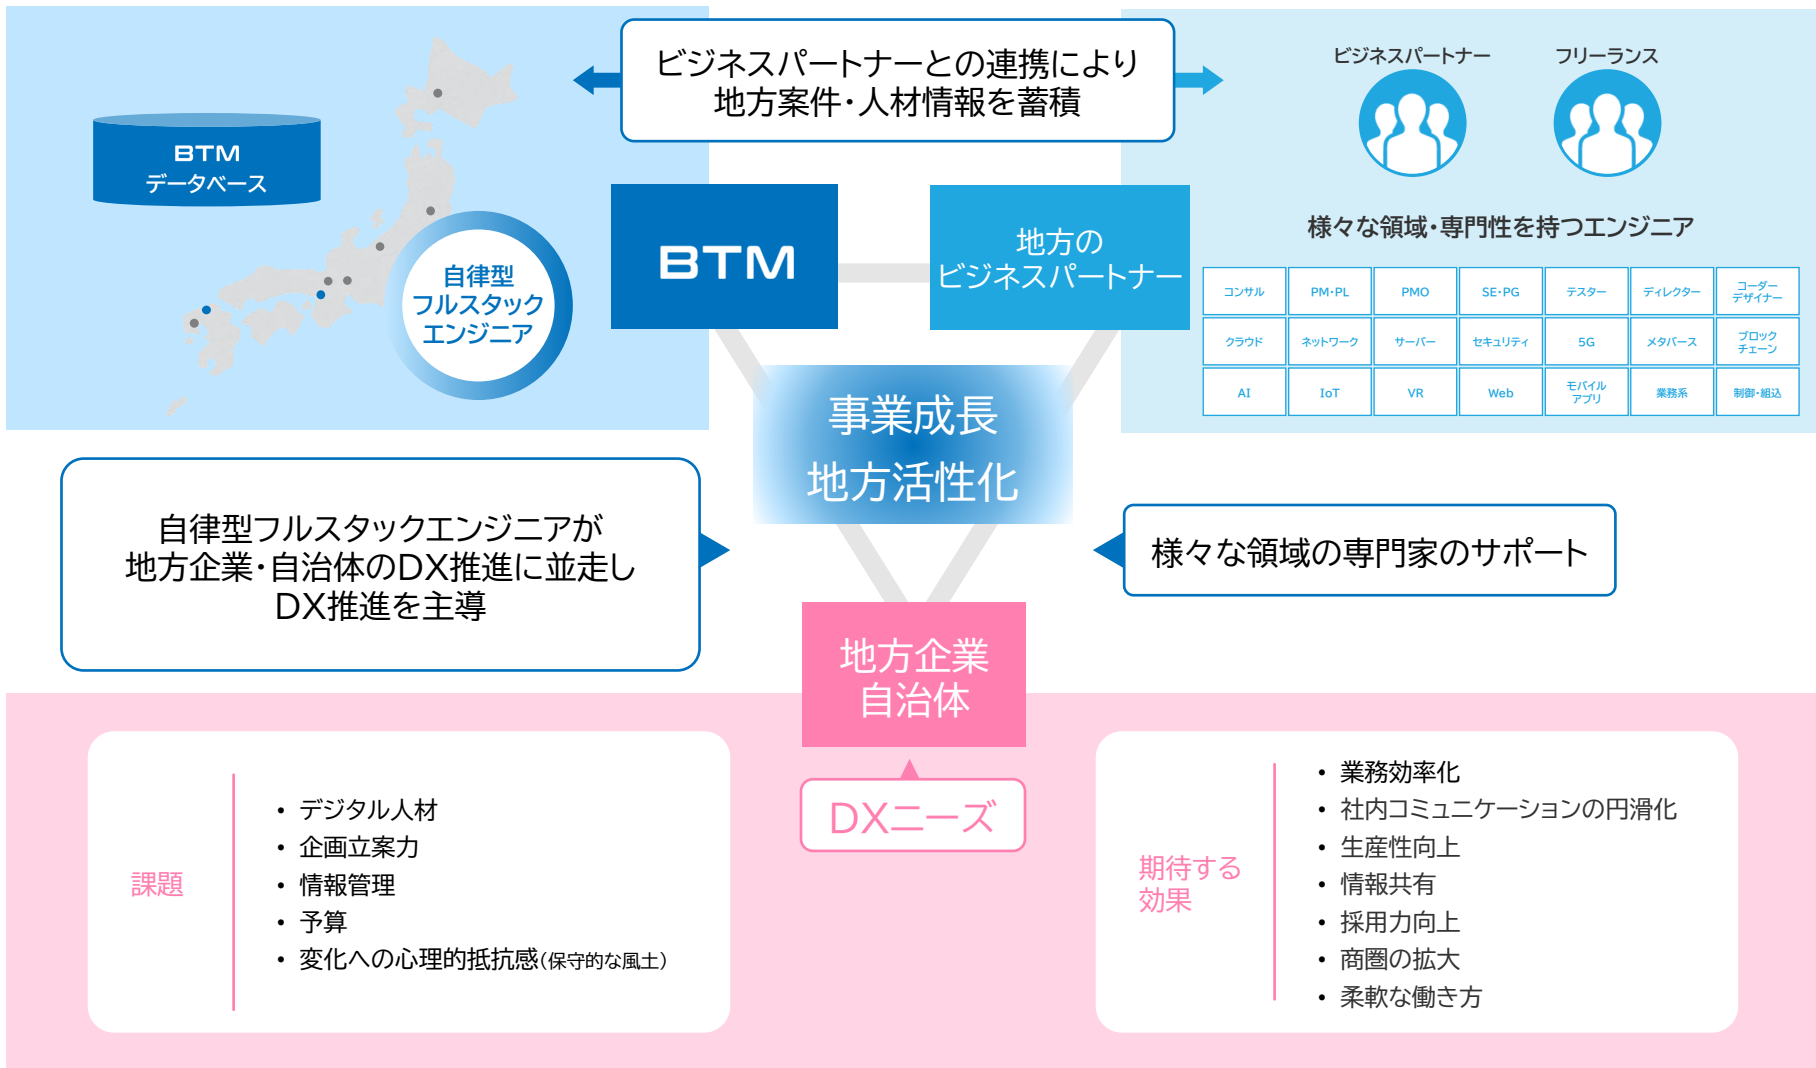 ビジネスパートナーとの連携により
地方案件・人材情報を蓄積
BTM
データベース
自律型
フルスタック
エンジニア
BTM
地方の
ビジネスパートナー
ビジネスパートナー
フリーランス
様々な領域・専門性を持つエンジニア
コンサル
PM・PL
PMO
SE・PG
テスター
ディレクター
コーダー
デザイナー
クラウド
ネットワーク
サーバー
セキュリティ
5G
メタバース
ブロック
チェーン
AI
IoT
VR
Web
モバイル
アプリ
業務系
制御・組込
事業成長
地方活性化
自律型フルスタックエンジニアが
地方企業・自治体のDX推進に並走し
DX推進を主導
様々な領域の専門家のサポート
地方企業
自治体
DXニーズ
課題
• デジタル人材
• 企画立案力
• 情報管理
• 予算
• 変化への心理的抵抗感（保守的な風土）
期待する
効果
• 業務効率化
• 社内コミュニケーションの円滑化
• 生産性向上
• 情報共有
• 採用力向上
• 商圏の拡大
• 柔軟な働き方